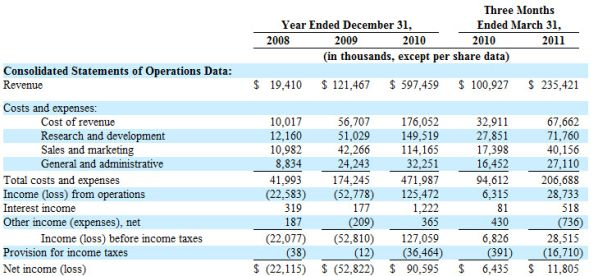 Three Months
Year Ended December 31, Ended March 31,
2008 2009 2010 2010 2011
(in thousands, except per share data)
Consolidated Statements of Operations Data:
Revenue $ 19,410 $ 121,467 $ 597,459 $ 100,927 $ 235,421
Costs and expenses:
Cost of revenue 10,017 56,707 176,052 32,911 67,662
Research and development 12,160 51,029 149,519 27,851 71,760
Sales and marketing 10,982 42,266 114,165 17,398 40,156
General and administrative 8,834 24,243 32,251 16,452 27,110
Total costs and expenses 41,993 174,245 471,987 94,612 206,688
Income (loss) from operations (22,583) (52,778) 125,472 6,315 28,733
Interest income 319 177 1,222 81 518
Other income (expenses), net 187 (209) 365 430 (736)
Income (loss) before income taxes (22,077) (52,810) 127,059 6,826 28,515
Provision for income taxes (38) (12) (36,464) (391) (16,710)
Net income (loss) $ (22,115) $ (52,822) $ 90,595 $ 6,435 $ 11,805